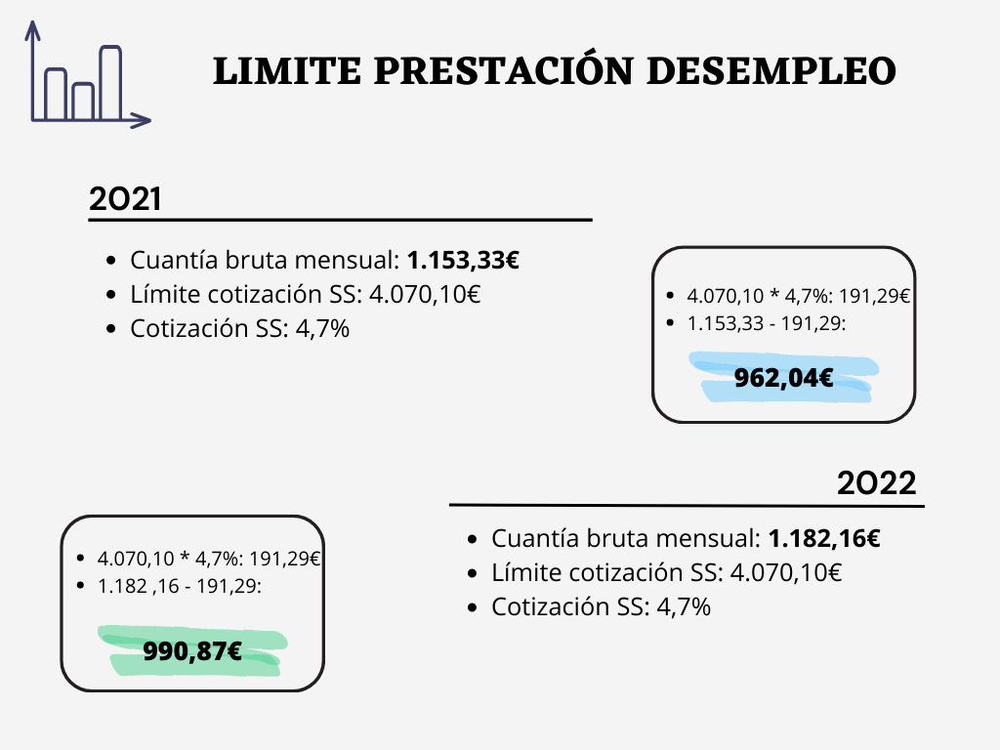 LIMITE PRESTACIÓN DESEMPLEO
2021
• Cuantía bruta mensual: 1.153,33€
• Límite cotización SS: 4.070,10€
• Cotización SS: 4,7%
• 4.070,10 * 4,7%: 191,29€
• 1.153,33 - 191,29:
962,04€
2022
• Cuantía bruta mensual: 1.182,16€
• Límite cotización SS: 4.070,10€
• Cotización SS: 4,7%
• 4.070,10 * 4,7%: 191,29€
• 1.182 ,16 - 191,29:
990,87€